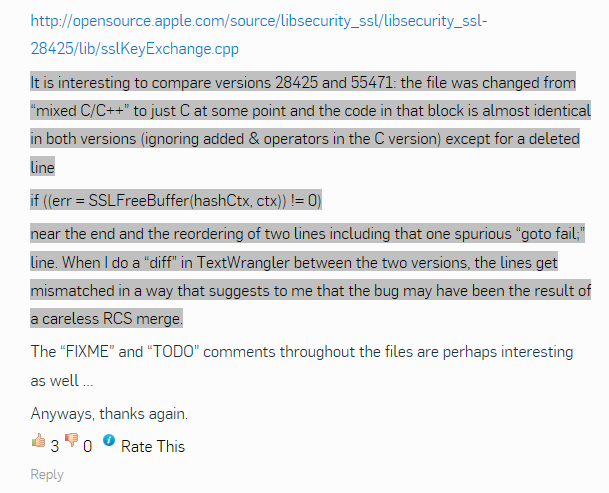 http://opensource.apple.com/source/libsecurity_ssl/libsecurity_ssl-
28425/lib/sslKeyExchange.cpp
It is interesting to compare versions 28425 and 55471: the file was changed from
“mixed C/C++” to just C at some point and the code in that block is almost identical
in both versions (ignoring added & operators in the C version) except for a deleted
line
if ((err = SSLFreeBuffer(hashCtx, ctx)) != 0)
near the end and the reordering of two lines including that one spurious “goto fail;”
line. When I do a “diff” in TextWrangler between the two versions, the lines get
mismatched in a way that suggests to me that the bug may have been the result of
a careless RCS merge.
The “FIXME” and “TODO” comments throughout the files are perhaps interesting
as well …
Anyways, thanks again.
3 0 i Rate This
Reply